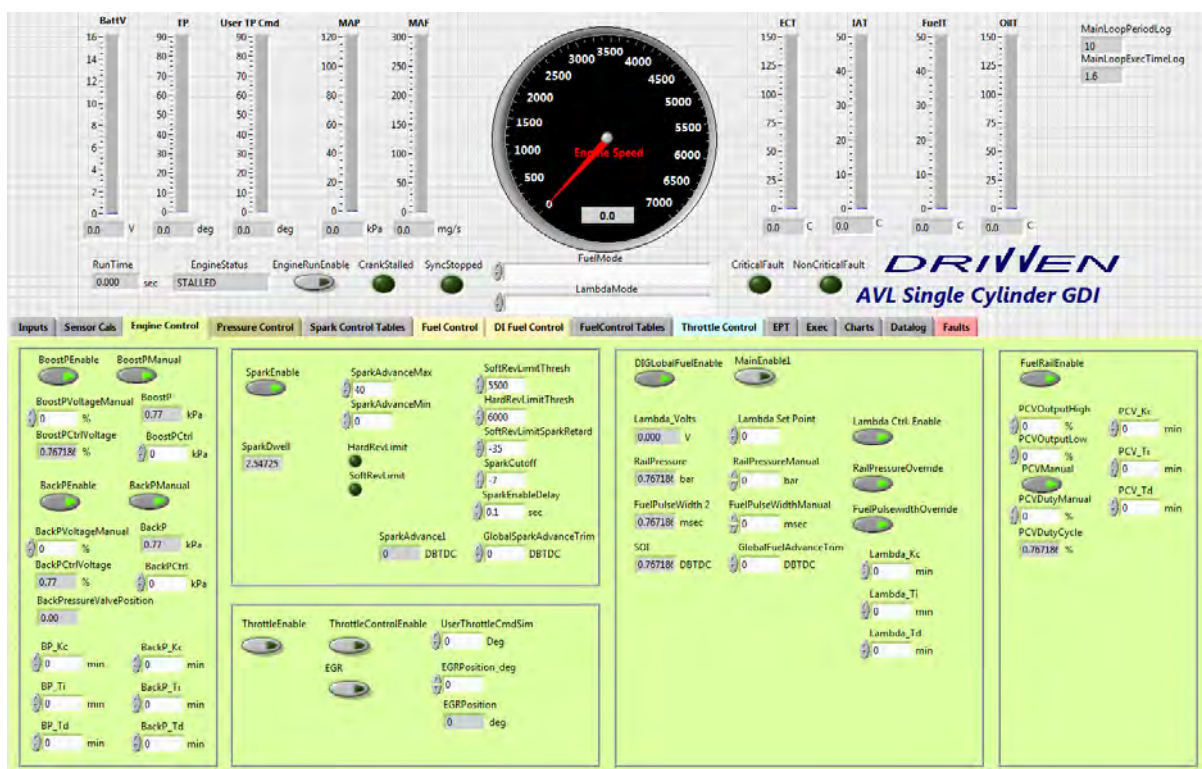 BattV TP User TP Cmd MAP MAF ECT IAT FuelT OilT
16 14 12 10 8 6 4 2 0
90 80 70 60 50 40 30 20 10 0
90 80 70 60 50 40 30 20 10 0
120 100 80 60 40 20 0
300 250 200 150 100 50 0
0 500 1000 1500 2000 2500 3000 3500 4000 4500 5000 5500 6000 6500 7000
Engine Speed
0.0
150 125 100 75 50 25 0
50 40 30 20 10 0
50 40 30 20 10 0
150 125 100 75 50 25 0
MainLoopPeriodLog
10
MainLoopExecTimeLog
1.6
0.0 V 0.0 deg 0.0 deg 0.0 kPa 0.0 mg/s 0.0 C 0.0 C 0.0 C 0.0 C
RunTime EngineStatus EngineRunEnable CrankStalled SyncStopped FuelMode CriticalFault NonCriticalFault
0.000 sec STALLED
LambdaMode
DRIVVEN
AVL Single Cylinder GDI
Inputs Sensor Cals Engine Control Pressure Control Spark Control Tables Fuel Control DI Fuel Control FuelControl Tables Throttle Control EPT Exec Charts Datalog Faults
BoostPEnable BoostPManual
BoostPVoltageManual BoostP
0 % 0.77 kPa
BoostPCtrlVoltage BoostPCtrl
0.76718 % 0 kPa
BackPEnable BackPManual
BackPVoltageManual BackP
0 % 0.77 kPa
BackPCtrlVoltage BackPCtrl
0.77 % 0 kPa
BackPressureValvePosition
0.00
BP_Kc BackP_Kc
0 min 0 min
BP_Ti BackP_Ti
0 min 0 min
BP_Td BackP_Td
0 min 0 min
SparkEnable SparkAdvanceMax SoftRevLimitThresh
40 5500
SparkAdvanceMin HardRevLimitThresh
0 6000
SparkDwell HardRevLimit SoftRevLimitSparkRetard
2.54725 -35
SoftRevLimit SparkCutoff
-7
SparkEnableDelay
0.1 sec
SparkAdvance1 GlobalSparkAdvanceTrim
0 DBTDC 0 DBTDC
ThrottleEnable ThrottleControlEnable UserThrottleCmdSim
0 Deg
EGR EGRPosition_deg
0
EGRPosition
0 deg
DIGLobalFuelEnable MainEnable1
Lambda_Volts Lambda Set Point Lambda Ctrl. Enable
0.000 V 0
RailPressure RailPressureManual RailPressureOverride
0.76718 bar 0 bar
FuelPulseWidth 2 FuelPulseWidthManual FuelPulsewidthOverride
0.76718 msec 0 msec
SOI GlobalFuelAdvanceTrim
0.76718 DBTDC 0 DBTDC
Lambda_Kc
0 min
Lambda_Ti
0 min
Lambda_Td
0 min
FuelRailEnable
PCVOutputHigh PCV_Kc
0 % 0 min
PCVOutputLow PCV_Ti
0 % 0 min
PCVManual PCV_Td
PCVDutyManual 0 min
0 %
PCVDutyCycle
0.76718 %